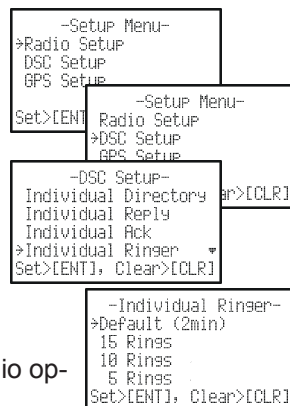 -Setup Menu-
→Radio Setup
DSC Setup
GPS Setup
Set>[ENT
-Setup Menu-
Radio Setup
→DSC Setup
GPS Setup
ar>[CLR]
-DSC Setup-
Individual Directory
Individual Reply
Individual Ack
→Individual Ringer ▼
Set>[ENT], Clear>[CLR]
-Individual Ringer-
→Default (2min)
15 Rings
10 Rings
5 Rings
Set>[ENT], Clear>[CLR]
io op-